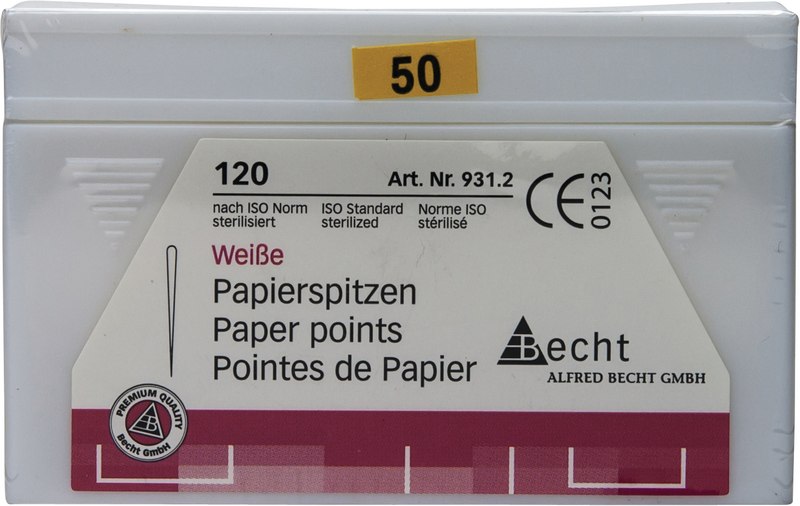 50
120 Art. Nr. 931.2
CE 0123
nach ISO Norm ISO Standard Norme ISO
sterilisiert sterilized stérilisé
Weiße
Papierspitzen
Paper points
Pointes de Papier
Becht
ALFRED BECHT GMBH
PREMIUM QUALITY
Becht GmbH